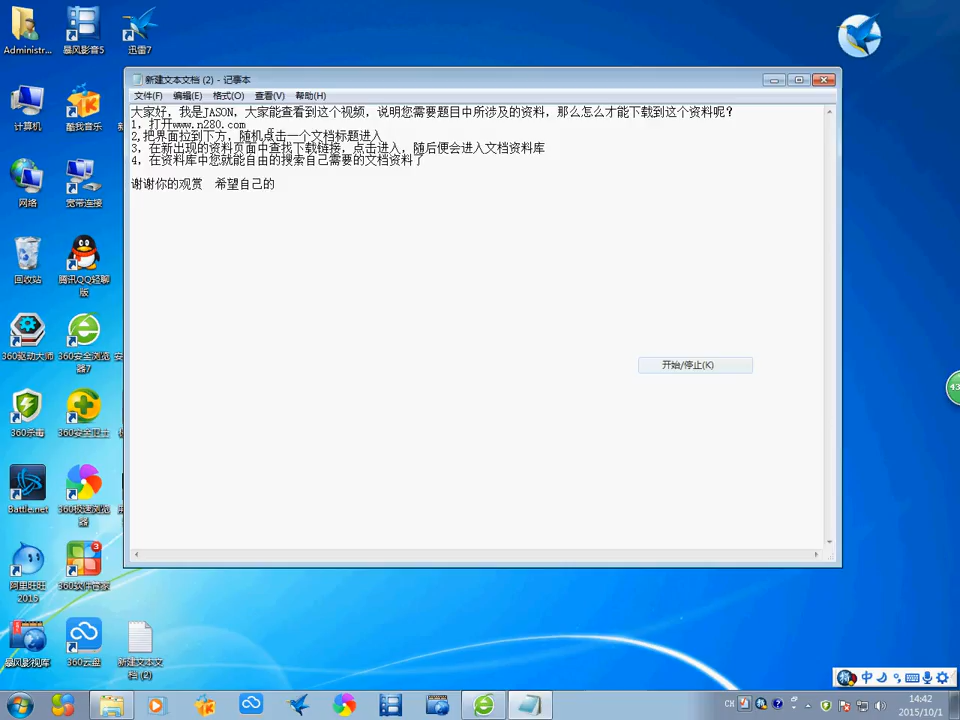 Administr...
暴风影音5
迅雷7
计算机
酷我音乐
网络
宽带连接
回收站
腾讯QQ轻聊版
360驱动大师
360安全浏览器7
360杀毒
360安全卫士
Battle.net
360极速浏览器
阿里旺旺2015
360软件管家
3
暴风影视库
360云盘
新建文本文档 (2)
新建文本文档 (2) - 记事本
文件(F) 编辑(E) 格式(O) 查看(V) 帮助(H)
大家好，我是JASON，大家能查看到这个视频，说明您需要题目中所涉及的资料，那么怎么才能下载到这个资料呢？
1，打开www.n280.com
2,把界面拉到下方，随机点击一个文档标题进入
3，在新出现的资料页面中查找下载链接，点击进入，随后便会进入文档资料库
4，在资料库中您就能自由的搜索自己需要的文档资料了
谢谢你的观赏 希望自己的
开始/停止(K)
43
中
CH
14:42
2015/10/1